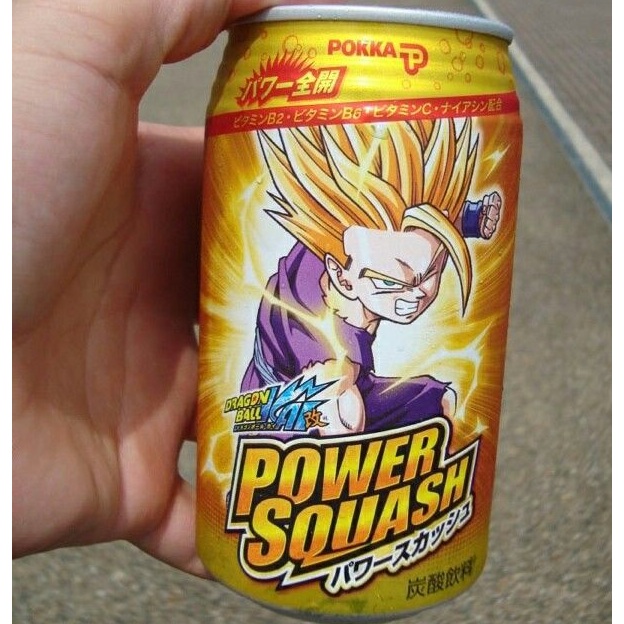 POKKA
パワー全開
ビタミンB2・ビタミンB6・ビタミンC・ナイアシン配合
DRAGON
BALL
改
POWER
SQUASH
パワースカッシュ
炭酸飲料